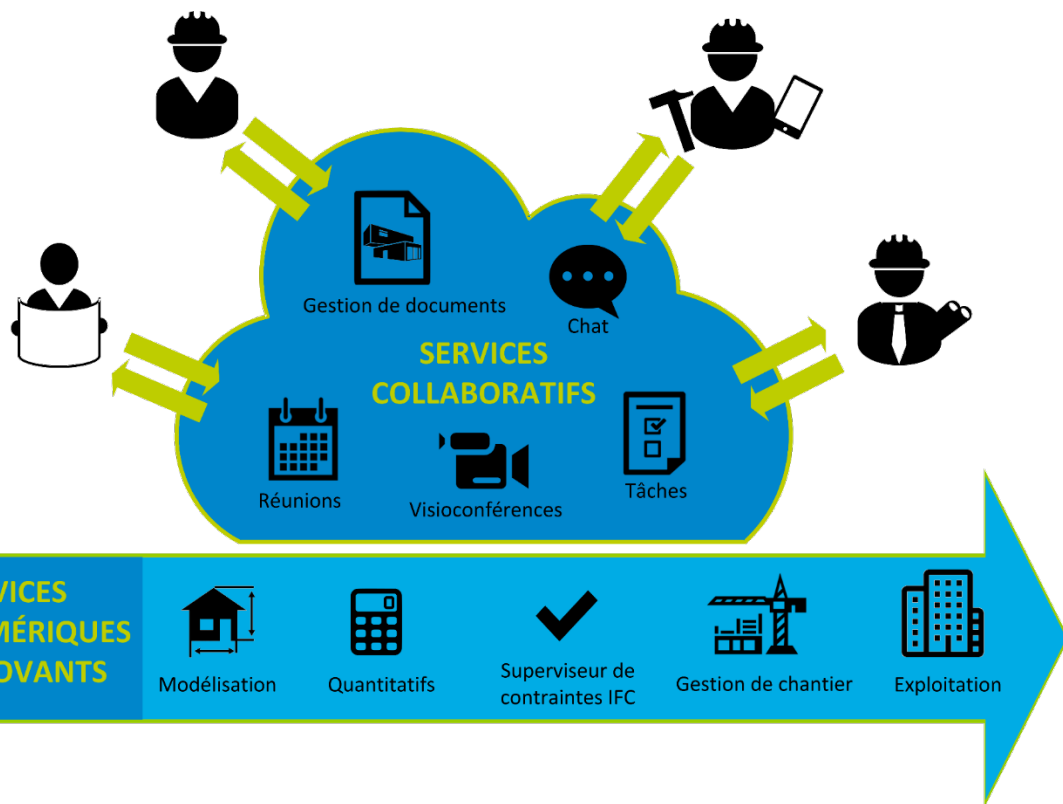 Gestion de documents
Chat
SERVICES
COLLABORATIFS
Réunions
Visioconférences
Tâches
VICES
MÉRIQUES
OVANTS
Modélisation
Quantitatifs
Superviseur de
contraintes IFC
Gestion de chantier
Exploitation